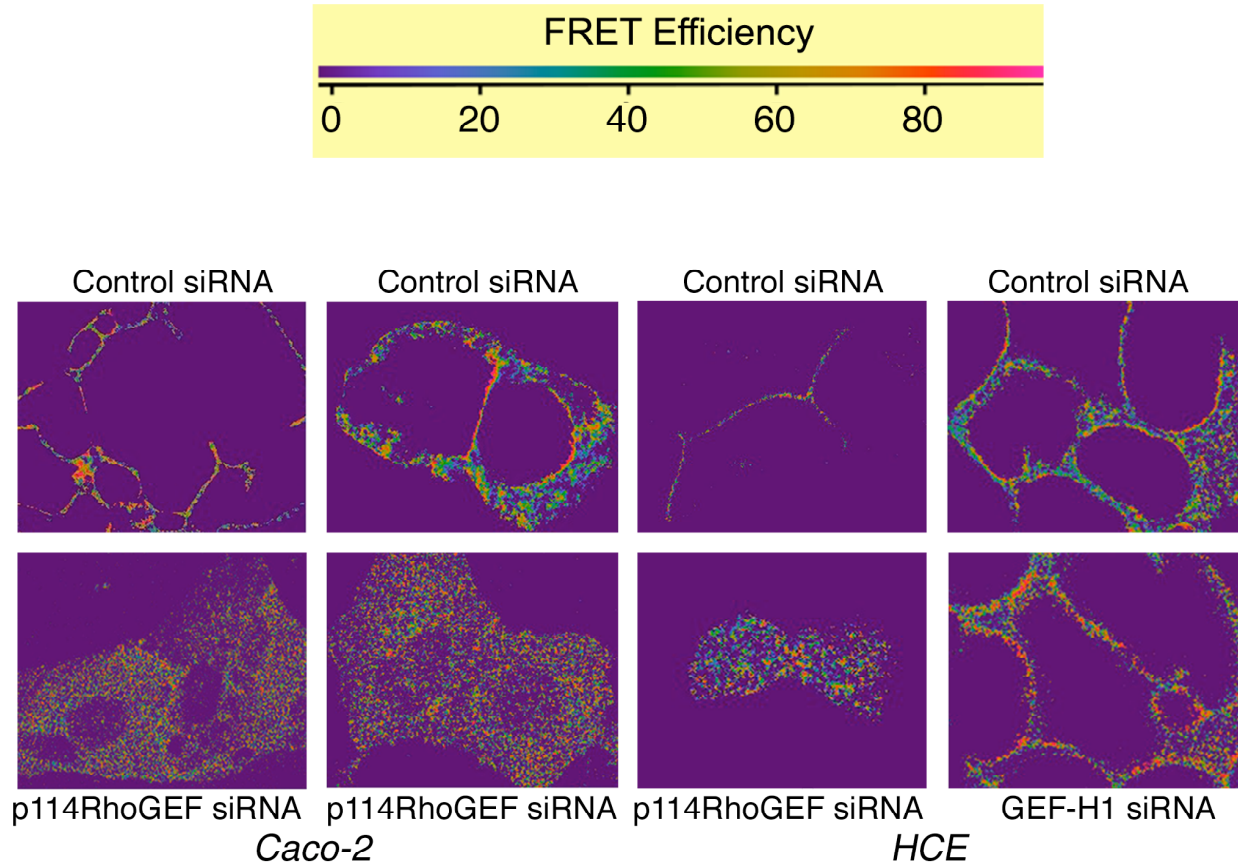 FRET Efficiency
0 20 40 60 80
Control siRNA Control siRNA Control siRNA Control siRNA
p114RhoGEF siRNA p114RhoGEF siRNA p114RhoGEF siRNA GEF-H1 siRNA
Caco-2 HCE